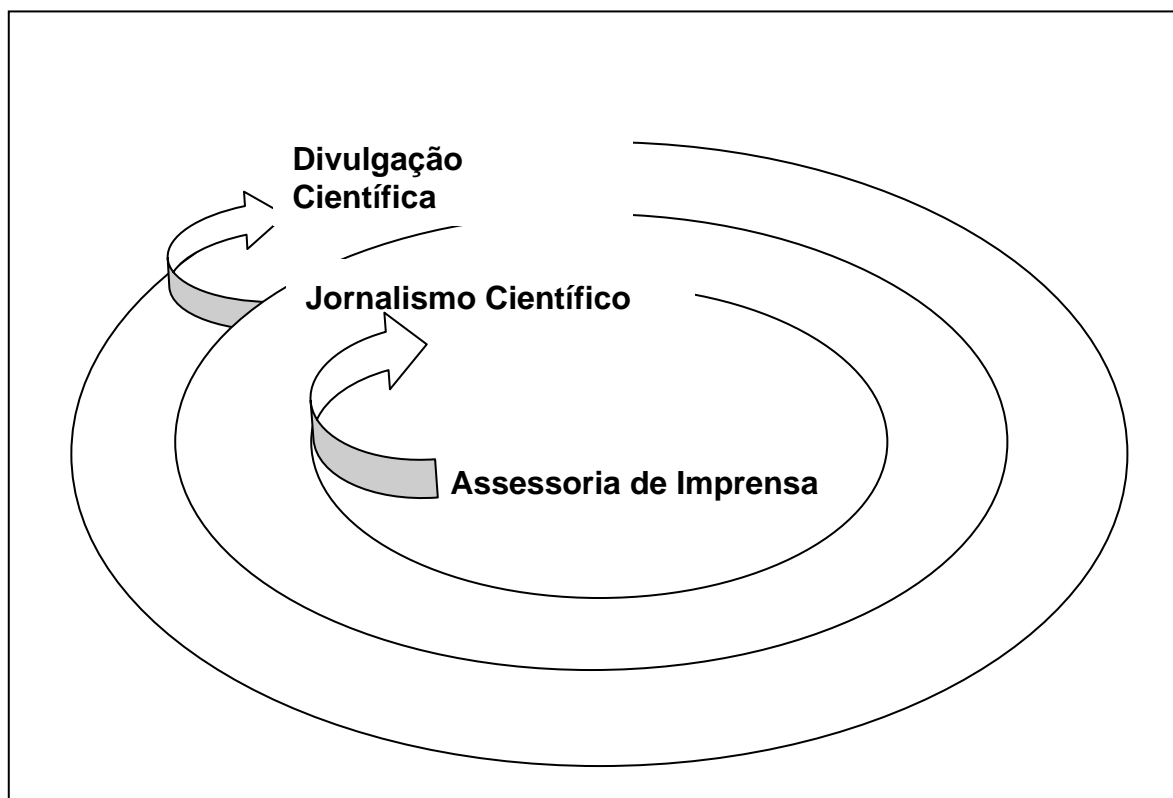 Divulgação
Científica
Jornalismo Científico
Assessoria de Imprensa